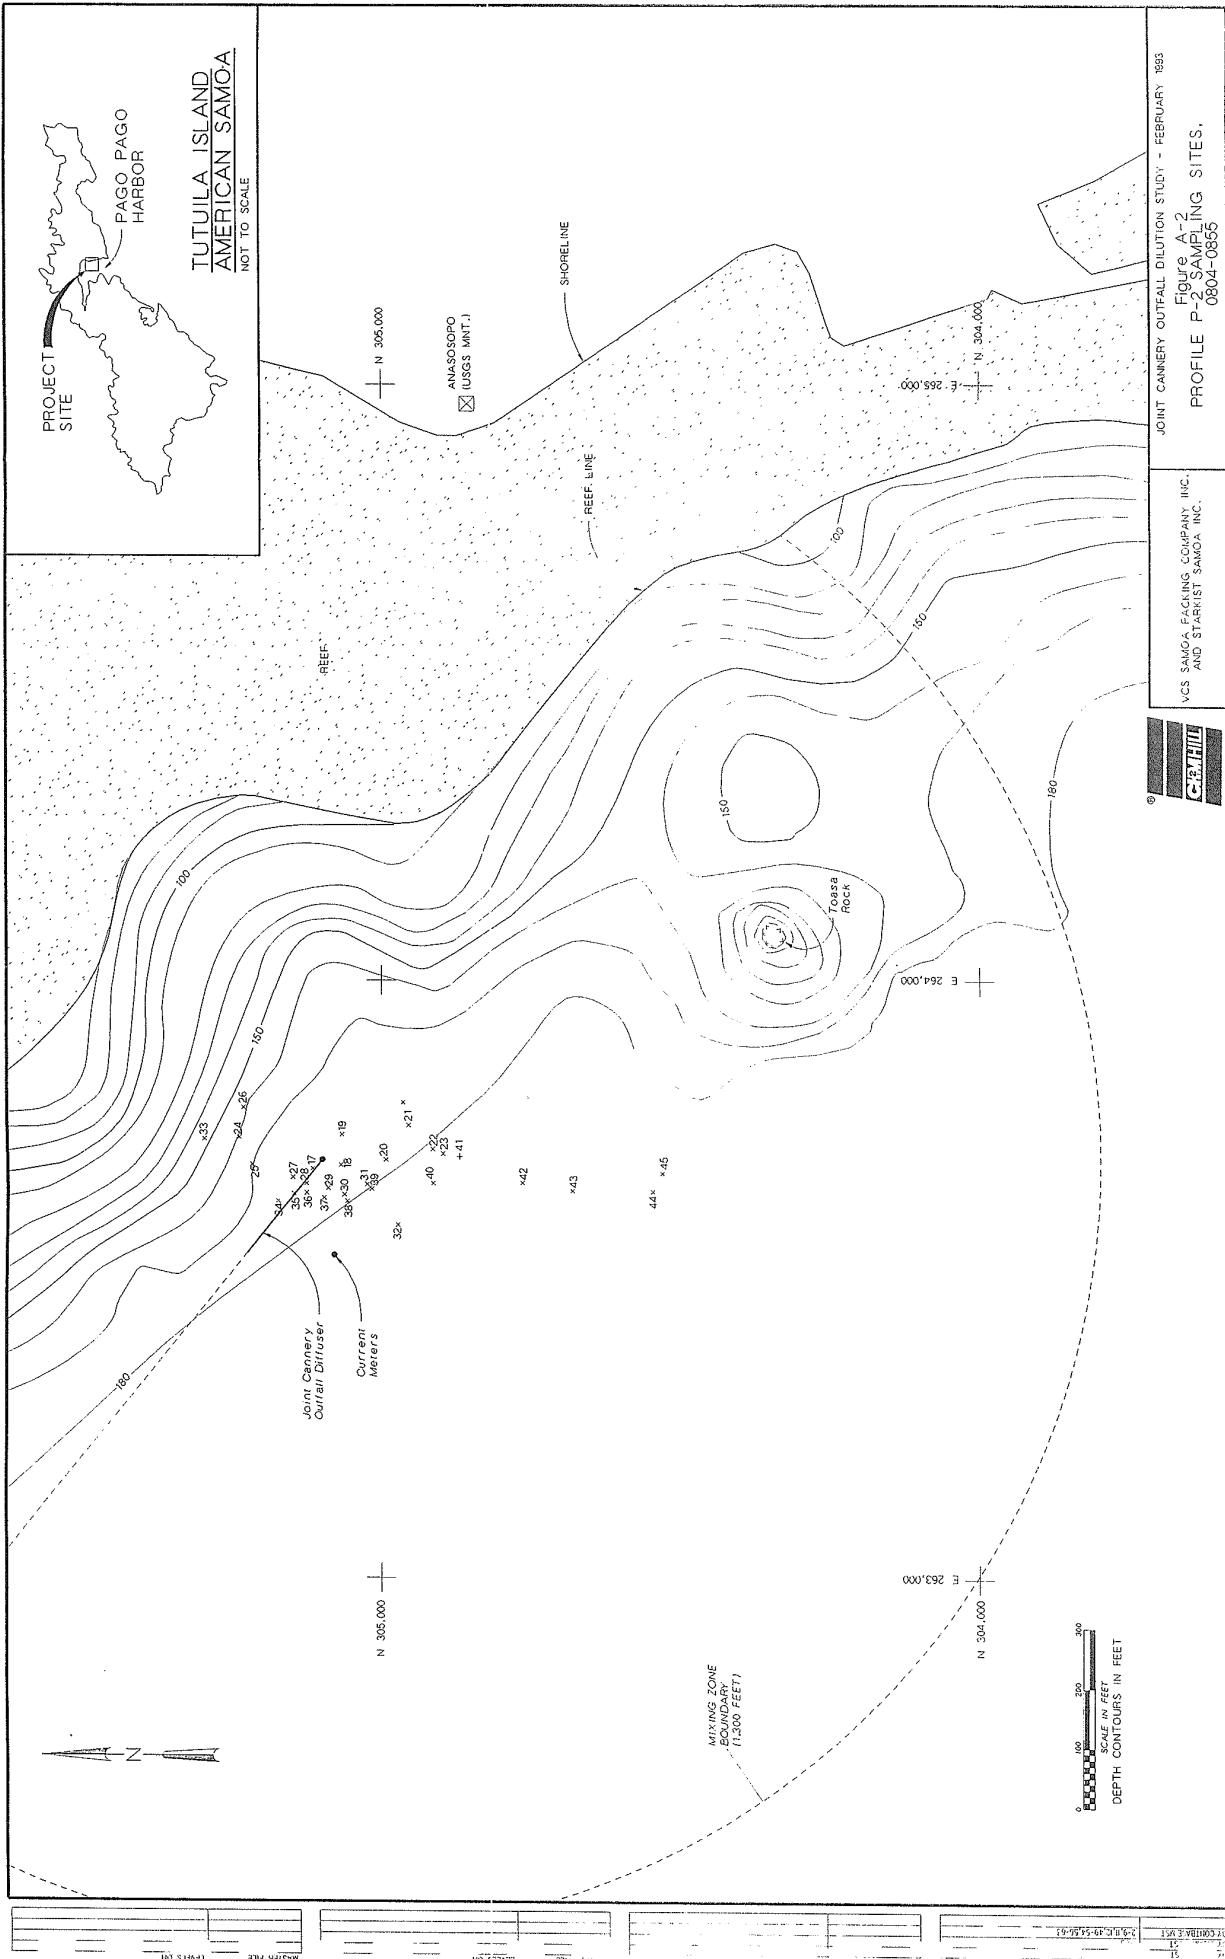 PROJECT
SITE
PAGO PAGO
HARBOR
TUTUILA ISLAND
AMERICAN SAMOA
NOT TO SCALE
N
N 305,000
ANASOSOPO
(USGS MNT.)
SHORELINE
REEF LINE
REEF
E 265,000
N 304,000
100
150
180
100
150
180
150
Toasa
Rock
E 264,000
33
24
26
25
27
28
17
19
18
20
21
22
23
41
34
35
36
37
29
30
38
31
39
40
32
42
43
44
45
Joint Cannery
Outfall Diffuser
Current
Meters
N 305,000
E 263,000
N 304,000
MIXING ZONE
BOUNDARY
(1,300 FEET)
0 100 200 300
SCALE IN FEET
DEPTH CONTOURS IN FEET
®
CH2M HILL
VCS SAMOA PACKING COMPANY INC.
AND STARKIST SAMOA INC.
JOINT CANNERY OUTFALL DILUTION STUDY - FEBRUARY 1993
Figure A-2
PROFILE P-2 SAMPLING SITES,
0804-0855